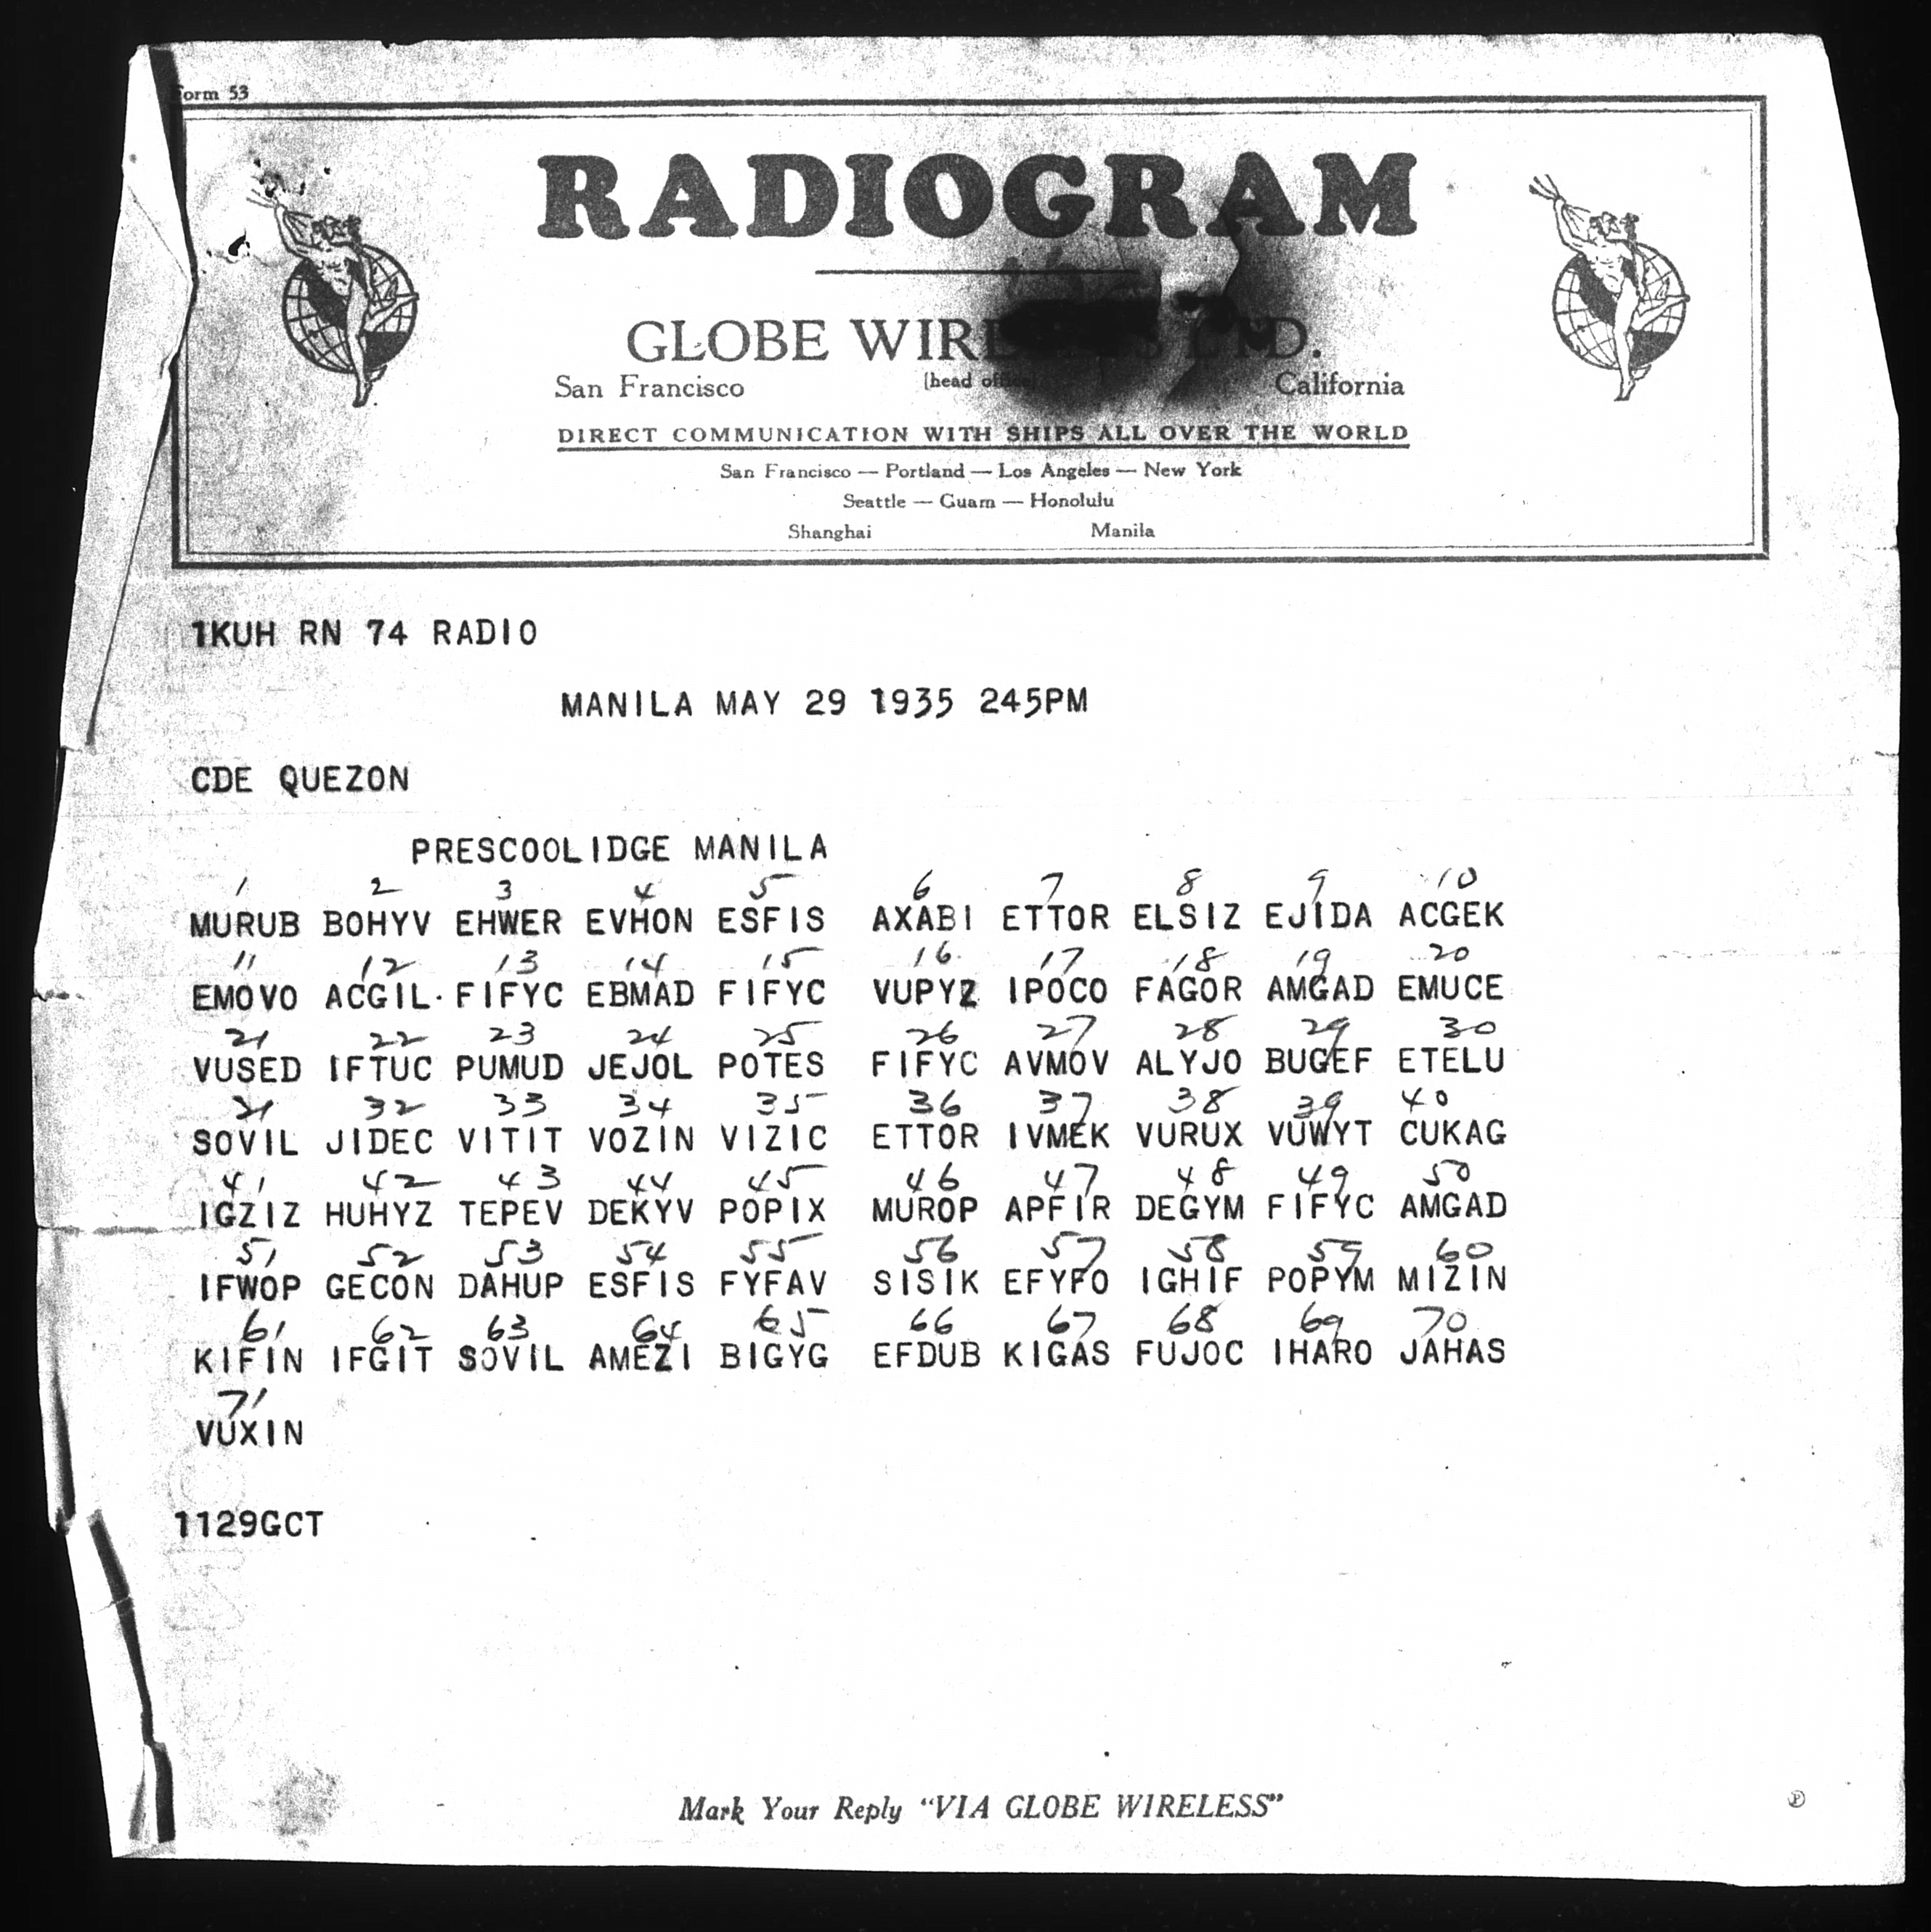 Form 53
RADIOGRAM
GLOBE WIRELESS LTD.
San Francisco (head office) California
DIRECT COMMUNICATION WITH SHIPS ALL OVER THE WORLD
San Francisco — Portland — Los Angeles — New York
Seattle — Guam — Honolulu
Shanghai Manila
1KUH RN 74 RADIO
MANILA MAY 29 1935 245PM
CDE QUEZON
PRESCOOLIDGE MANILA
1 2 3 4 5 6 7 8 9 10
MURUB BOHYV EHWER EVHON ESFIS AXABI ETTOR ELSIZ EJIDA ACGEK
11 12 13 14 15 16 17 18 19 20
EMOVO ACGIL FIFYC EBMAD FIFYC VUPYZ IPOCO FAGOR AMGAD EMUCE
21 22 23 24 25 26 27 28 29 30
VUSED IFTUC PUMUD JEJOL POTES FIFYC AVMOV ALYJO BUGEF ETELU
31 32 33 34 35 36 37 38 39 40
SOVIL JIDEC VITIT VOZIN VIZIC ETTOR IVMEK VURUX VUWYT CUKAG
41 42 43 44 45 46 47 48 49 50
IGZIZ HUHYZ TEPEV DEKYV POPIX MUROP APFIR DEGYM FIFYC AMGAD
51 52 53 54 55 56 57 58 59 60
IFWOP GECON DAHUP ESFIS FYFAV SISIK EFYFO IGHIF POPYM MIZIN
61 62 63 64 65 66 67 68 69 70
KIFIN IFGIT SOVIL AMEZI BIGYG EFDUB KIGAS FUJOC IHARO JAHAS
71
VUXIN
1129GCT
Mark Your Reply “VIA GLOBE WIRELESS”